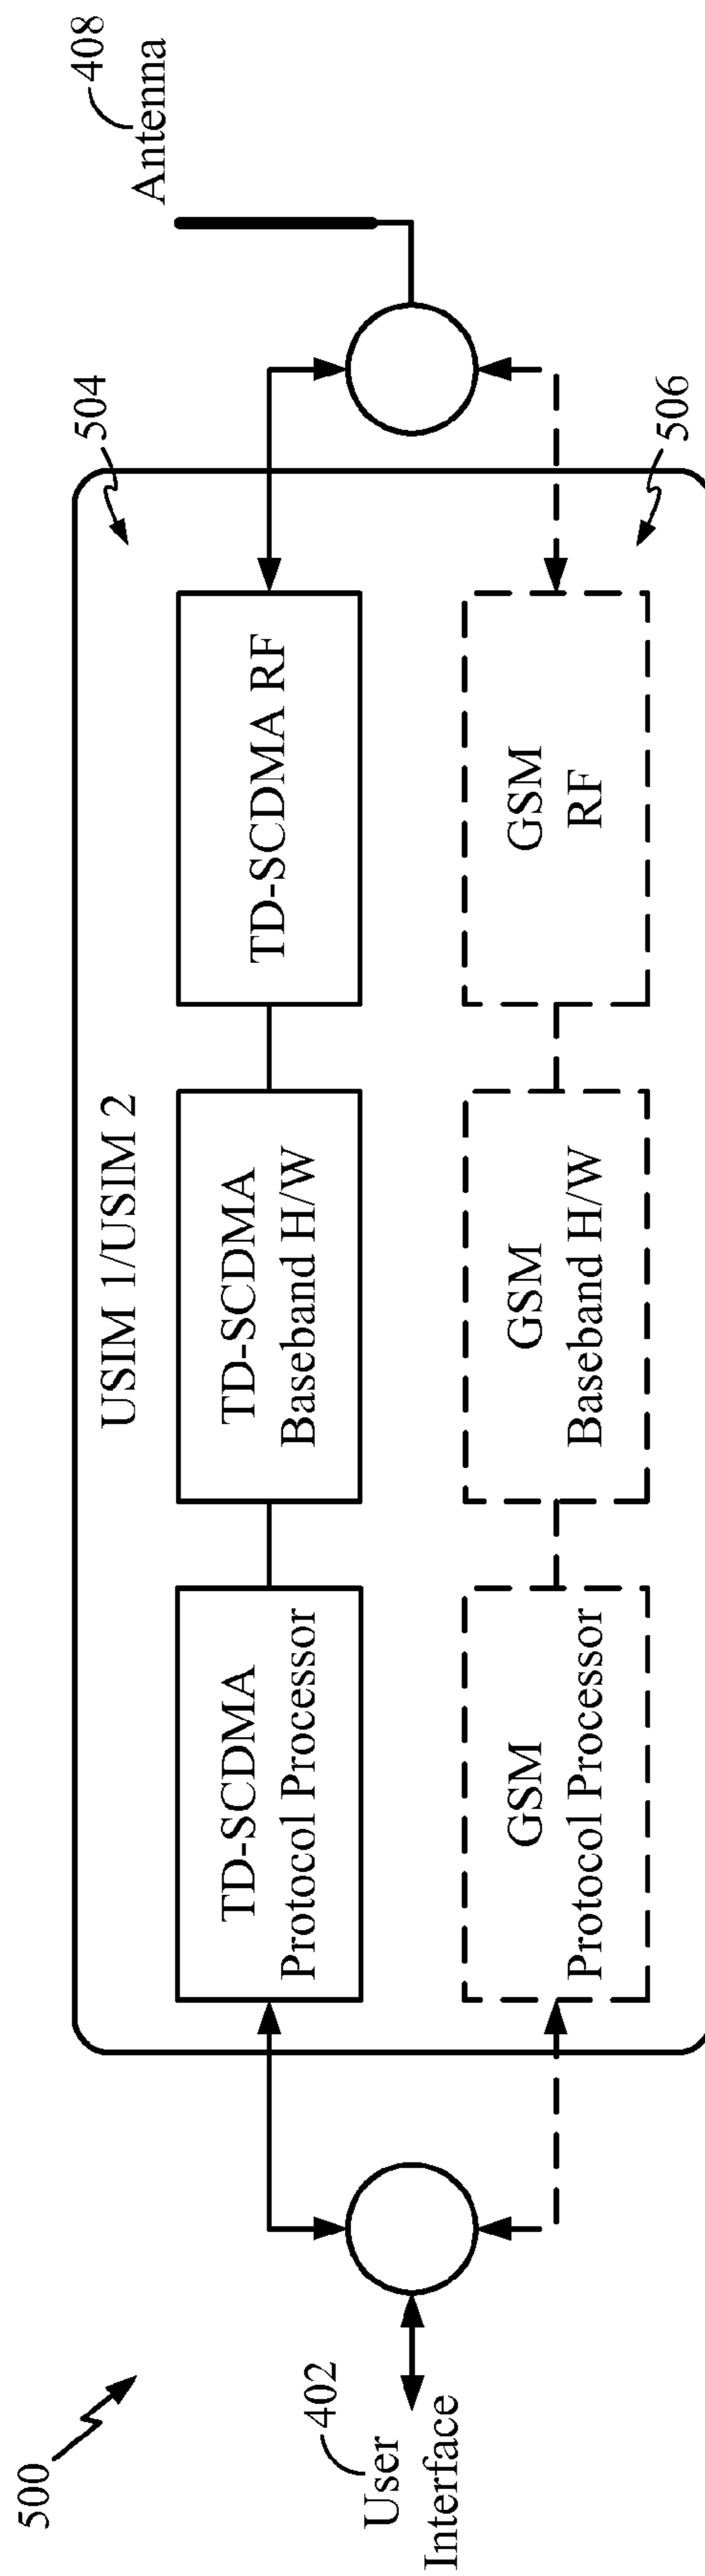 500
402
User
Interface
USIM 1/USIM 2
504
TD-SCDMA
Protocol Processor
TD-SCDMA
Baseband H/W
TD-SCDMA RF
GSM
Protocol Processor
GSM
Baseband H/W
GSM
RF
506
408
Antenna